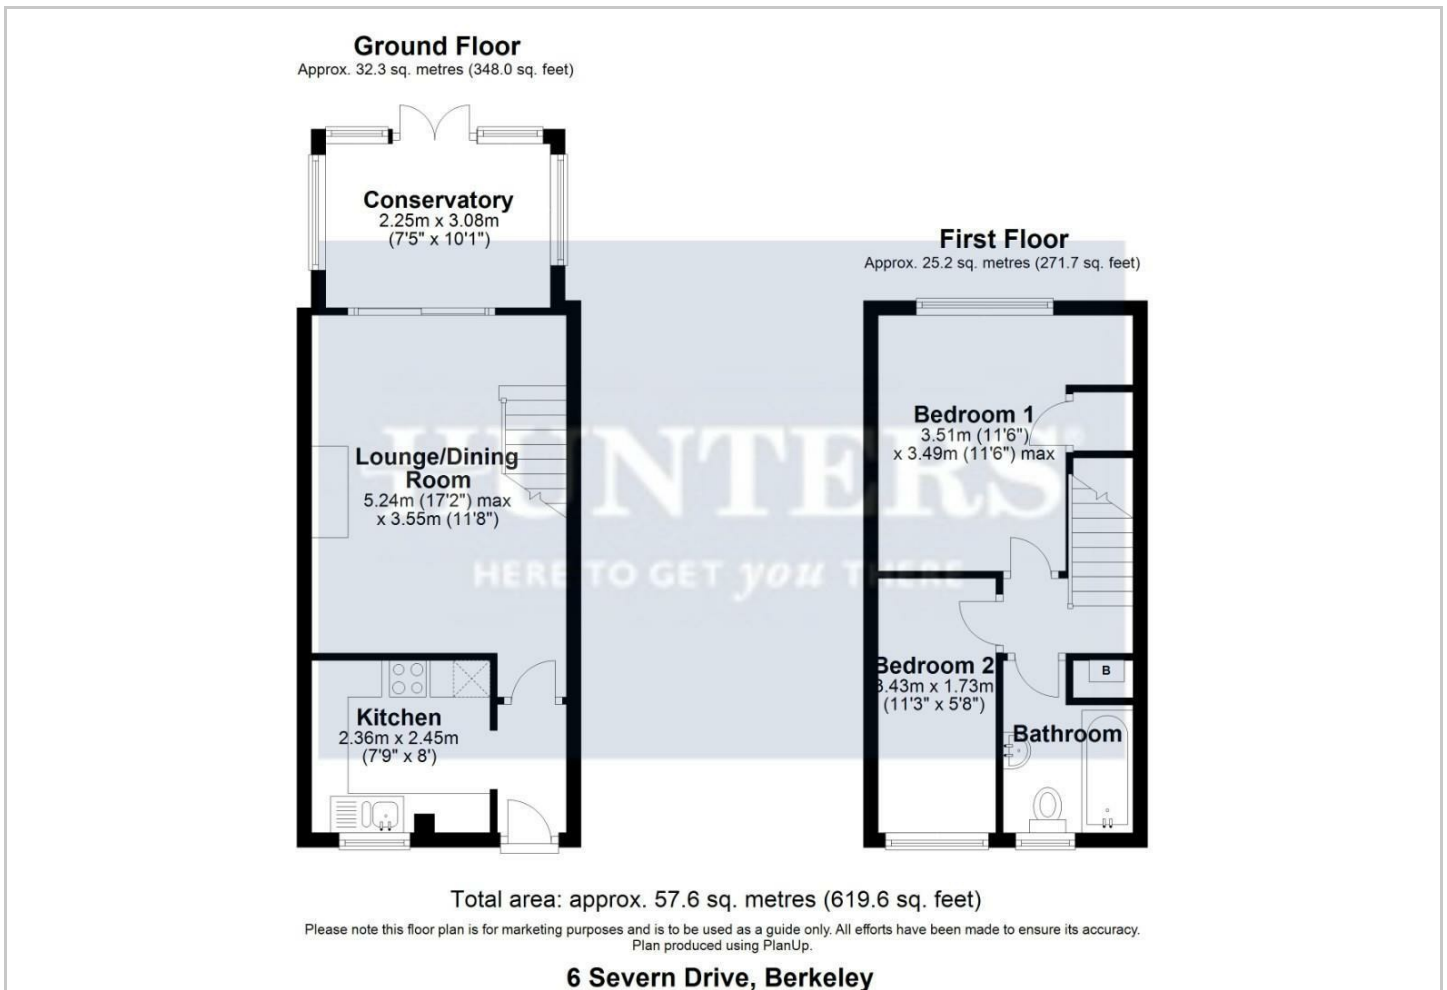 Ground Floor
Approx. 32.3 sq. metres (348.0 sq. feet)
Conservatory
2.25m x 3.08m
(7'5" x 10'1")
Lounge/Dining
Room
5.24m (17'2") max
x 3.55m (11'8")
Kitchen
2.36m x 2.45m
(7'9" x 8')
First Floor
Approx. 25.2 sq. metres (271.7 sq. feet)
Bedroom 1
3.51m (11'6")
x 3.49m (11'6") max
Bedroom 2
3.43m x 1.73m
(11'3" x 5'8")
B
Bathroom
HUNTERS®
HERE TO GET you THERE
Total area: approx. 57.6 sq. metres (619.6 sq. feet)
Please note this floor plan is for marketing purposes and is to be used as a guide only. All efforts have been made to ensure its accuracy.
Plan produced using PlanUp.
6 Severn Drive, Berkeley